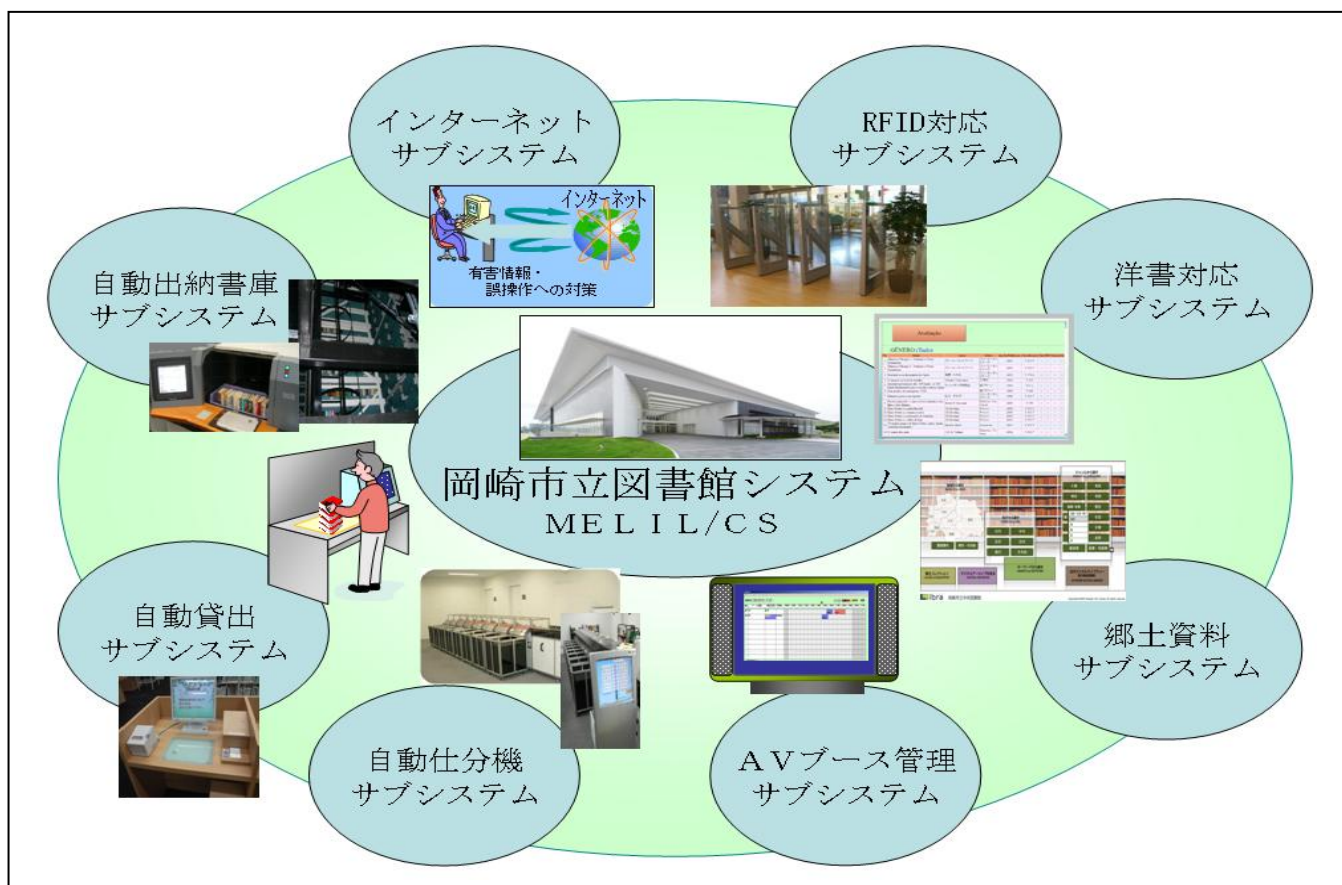 インターネット
サブシステム
RFID対応
サブシステム
インターネット
有害情報・
誤操作への対策
自動出納書庫
サブシステム
洋書対応
サブシステム
岡崎市立図書館システム
ＭＥＬＩＬ/ＣＳ
自動貸出
サブシステム
郷土資料
サブシステム
自動仕分機
サブシステム
ＡＶブース管理
サブシステム